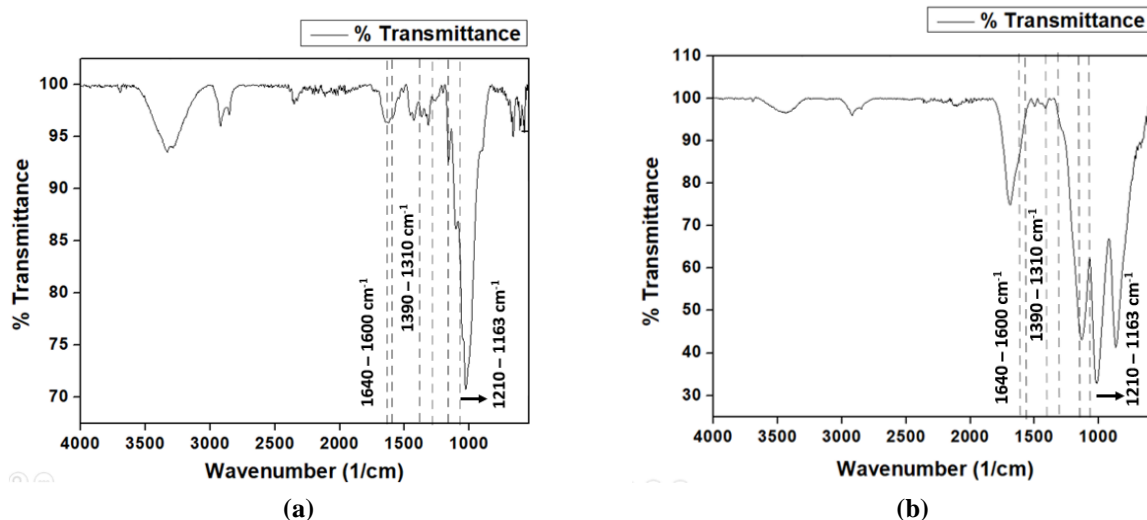 % Transmittance
100
95
90
85
80
75
70
% Transmittance
1640 – 1600 cm-1
1390 – 1310 cm-1
1210 – 1163 cm-1
4000 3500 3000 2500 2000 1500 1000
Wavenumber (1/cm)
(a)
% Transmittance
110
100
90
80
70
60
50
40
30
% Transmittance
1640 – 1600 cm-1
1390 – 1310 cm-1
1210 – 1163 cm-1
4000 3500 3000 2500 2000 1500 1000
Wavenumber (1/cm)
(b)